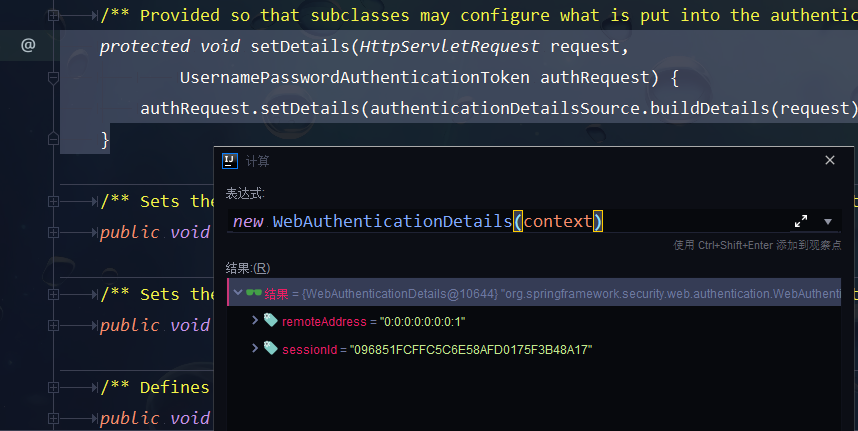 /** Provided so that subclasses may configure what is put into the authentic
@
protected void setDetails(HttpServletRequest request,
UsernamePasswordAuthenticationToken authRequest) {
authRequest.setDetails(authenticationDetailsSource.buildDetails(request)
}
/** Sets the
public void
/** Sets the
public void
/** Defines
public void
IJ
计算
表达式:
new WebAuthenticationDetails(context)
使用 Ctrl+Shift+Enter 添加到观察点
结果:(R)
结果 = {WebAuthenticationDetails@10644} "org.springframework.security.web.authentication.WebAuthenti
remoteAddress = "0:0:0:0:0:0:0:1"
sessionId = "096851FCFFC5C6E58AFD0175F3B48A17"